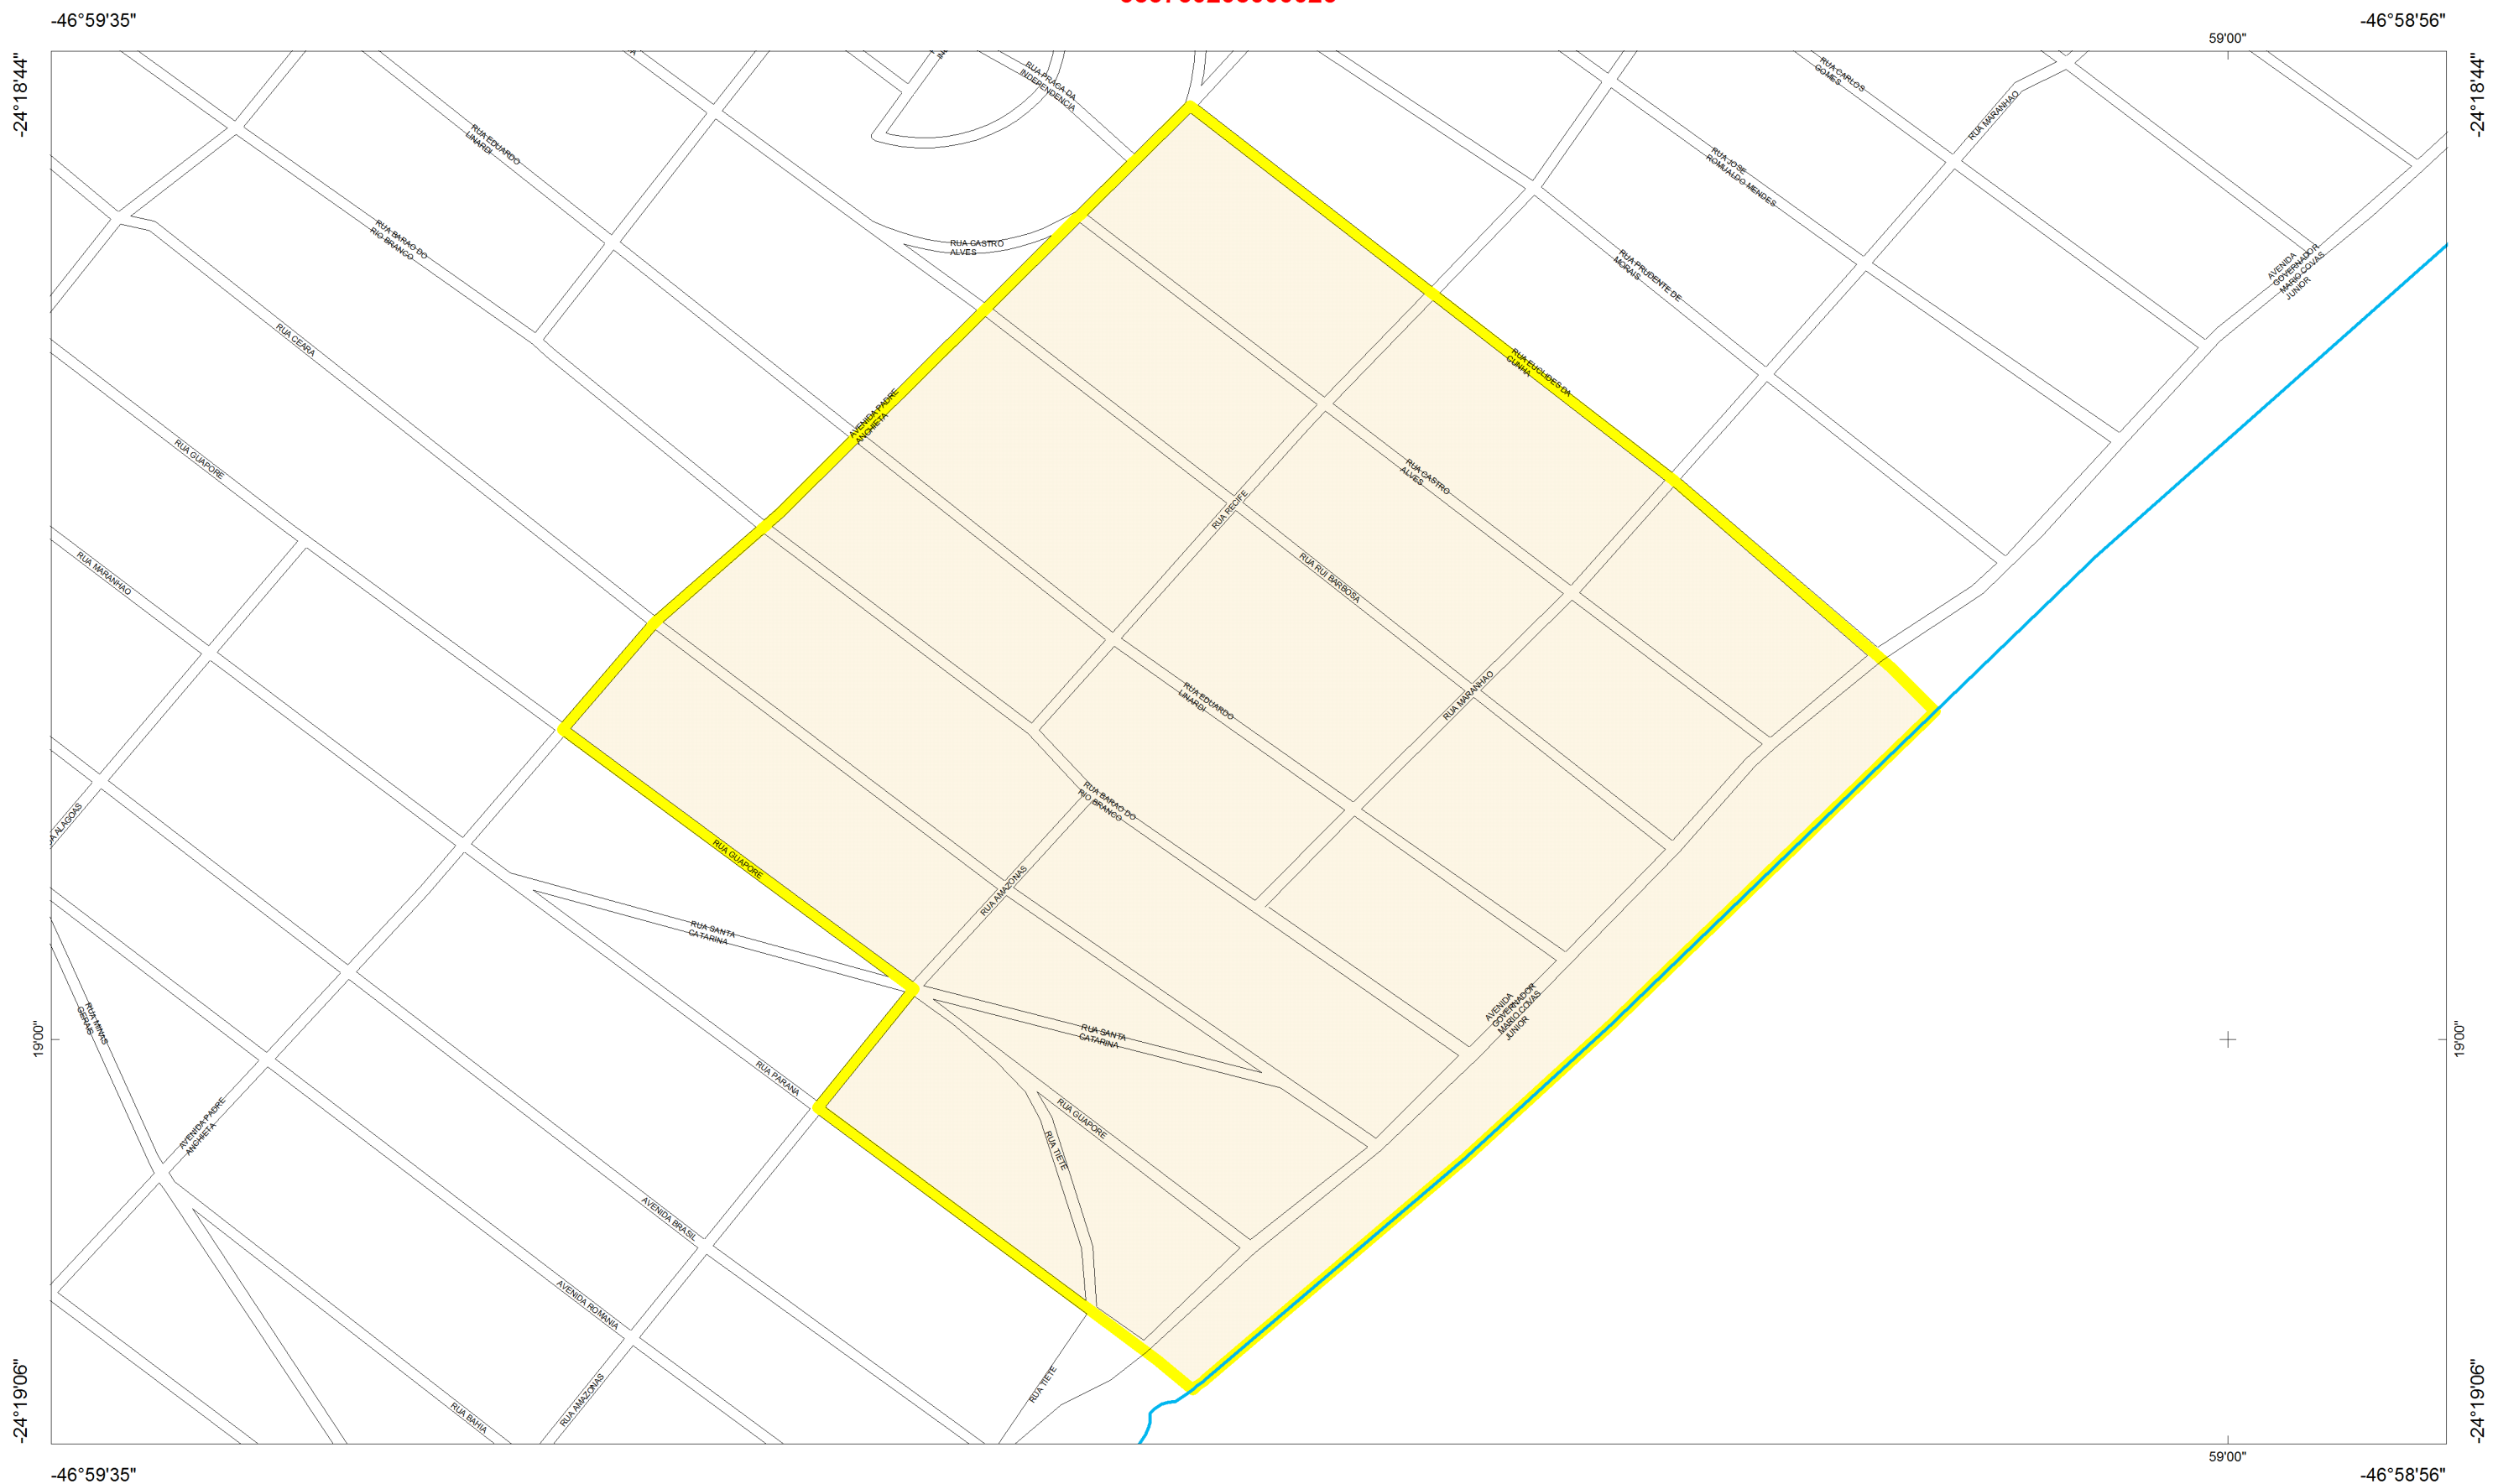 -46°59'35"
-46°58'56"
59'00"
-24°18'44"
-24°18'44"
RUA PRACA DA
INDEPENDENCIA
RUA CARLOS
GOMES
RUA MARANHAO
RUA EDUARDO
LINARDI
RUA JOSE
ROMUALDO MENDES
RUA BARAO DO
RIO BRANCO
RUA CASTRO
ALVES
RUA PRUDENTE DE
MORAIS
AVENIDA
GOVERNADOR
MARIO COVAS
JUNIOR
RUA CEARA
RUA EUCLIDES DA
CUNHA
AVENIDA PADRE
ANCHIETA
RUA GUAPORE
RUA CASTRO
ALVES
RUA RECIFE
RUA MARANHAO
RUA RUI BARBOSA
RUA EDUARDO
LINARDI
RUA MARANHAO
RUA BARAO DO
RIO BRANCO
RUA ALAGOAS
RUA GUAPORE
RUA AMAZONAS
RUA SANTA
CATARINA
RUA MINAS
GERAIS
AVENIDA
GOVERNADOR
MARIO COVAS
JUNIOR
RUA SANTA
CATARINA
19'00"
19'00"
RUA PARANA
RUA GUAPORE
AVENIDA PADRE
ANCHIETA
RUA TIETE
AVENIDA BRASIL
AVENIDA ROMANIA
RUA TIETE
RUA AMAZONAS
RUA BAHIA
-24°19'06"
-24°19'06"
59'00"
-46°59'35"
-46°58'56"